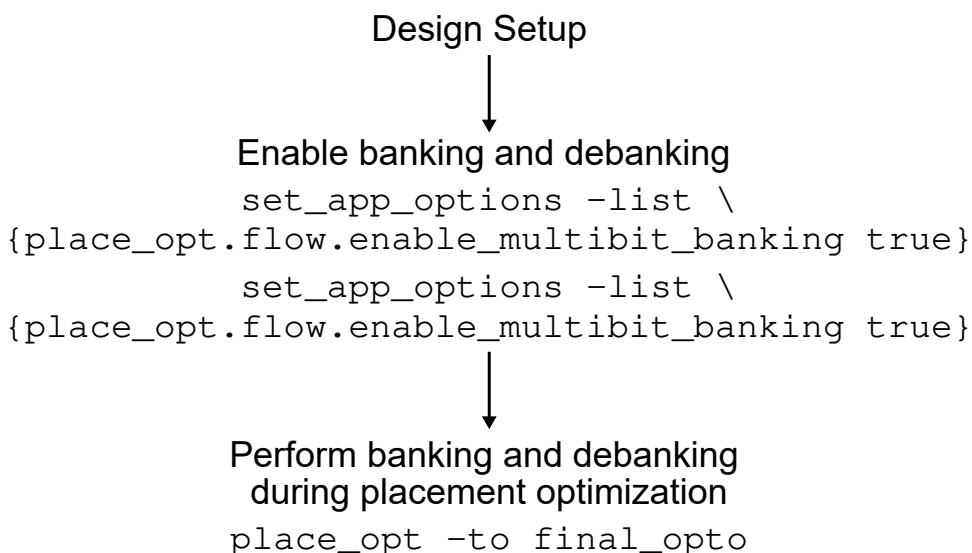 Design Setup
Enable banking and debanking
set_app_options –list \
{place_opt.flow.enable_multibit_banking true}
set_app_options –list \
{place_opt.flow.enable_multibit_banking true}
Perform banking and debanking
during placement optimization
place_opt –to final_opto